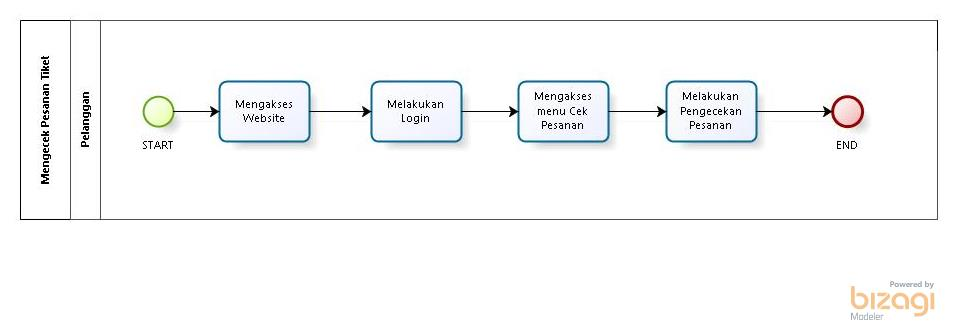 Mengecek Pesanan Tiket
Pelanggan
START
Mengakses
Website
Melakukan
Login
Mengakses
menu Cek
Pesanan
Melakukan
Pengecekan
Pesanan
END
Powered by
bizagi
Modeler